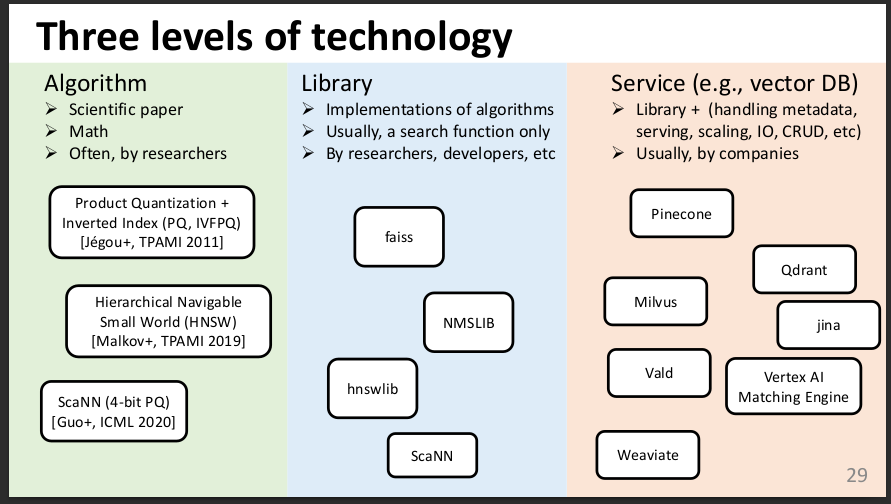 Three levels of technology
Algorithm
➢ Scientific paper
➢ Math
➢ Often, by researchers
Product Quantization +
Inverted Index (PQ, IVFPQ)
[Jégou+, TPAMI 2011]
Hierarchical Navigable
Small World (HNSW)
[Malkov+, TPAMI 2019]
ScaNN (4-bit PQ)
[Guo+, ICML 2020]
Library
➢ Implementations of algorithms
➢ Usually, a search function only
➢ By researchers, developers, etc
faiss
NMSLIB
hnswlib
ScaNN
Service (e.g., vector DB)
➢ Library + (handling metadata,
serving, scaling, IO, CRUD, etc)
➢ Usually, by companies
Pinecone
Qdrant
Milvus
jina
Vald
Vertex AI
Matching Engine
Weaviate
29